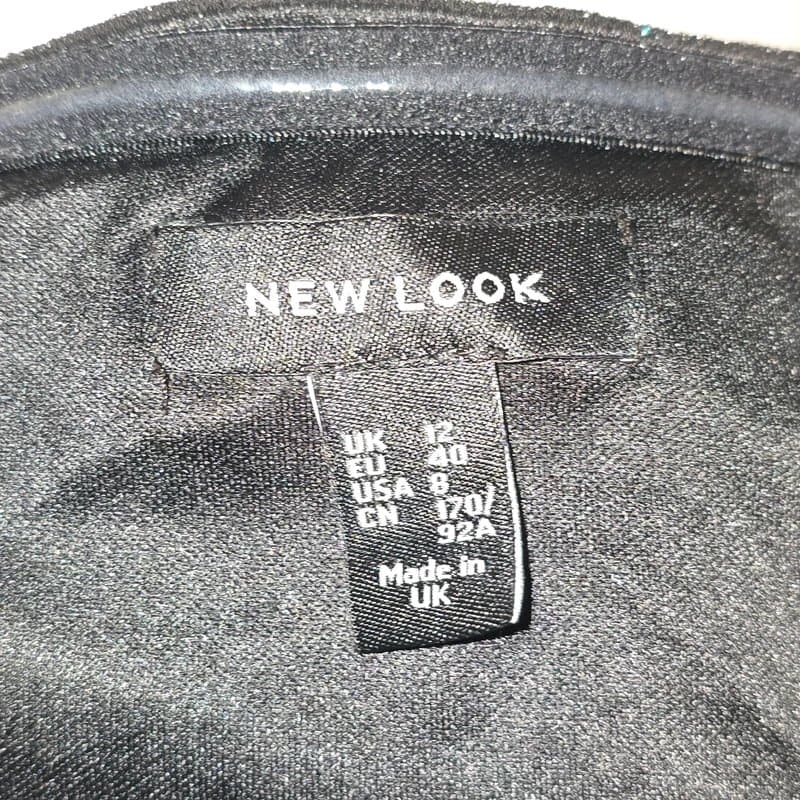 NEW LOOK
UK 12
EU 40
USA 8
CN 170/
92A
Made in
UK